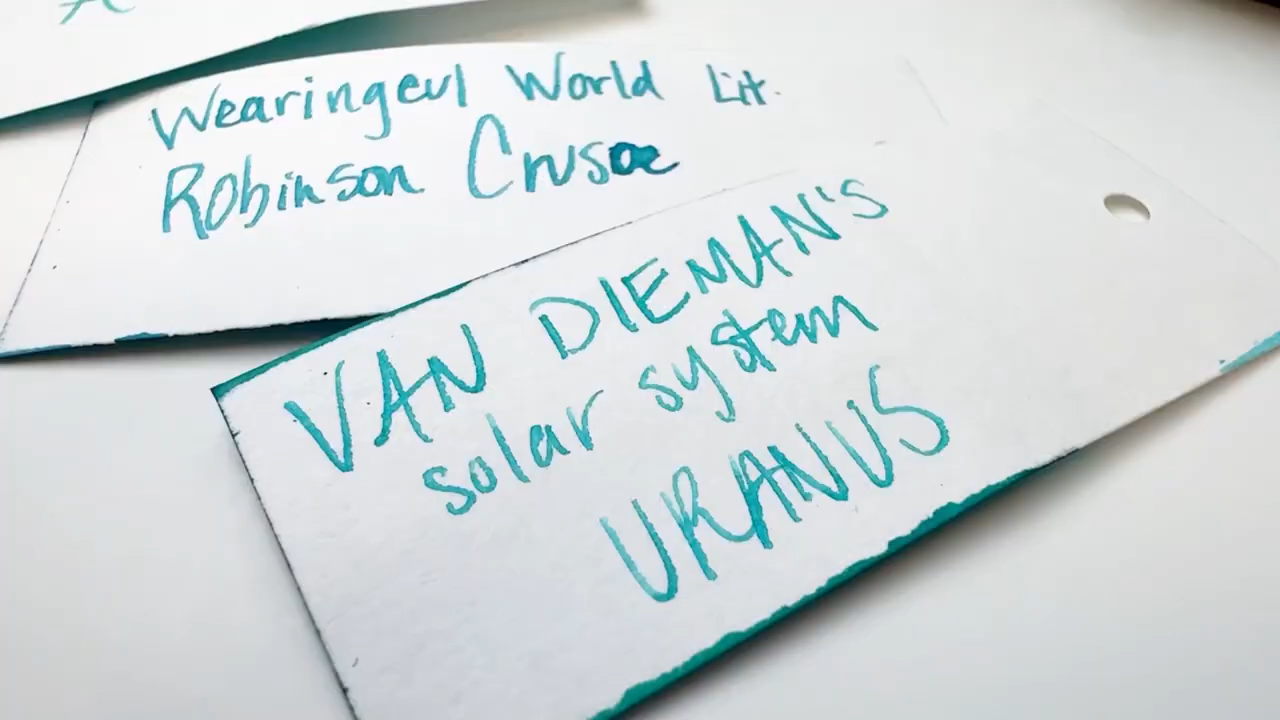 Wearingeul World Lit.
Robinson Crusoe
VAN DIEMAN'S
solar system
URANUS